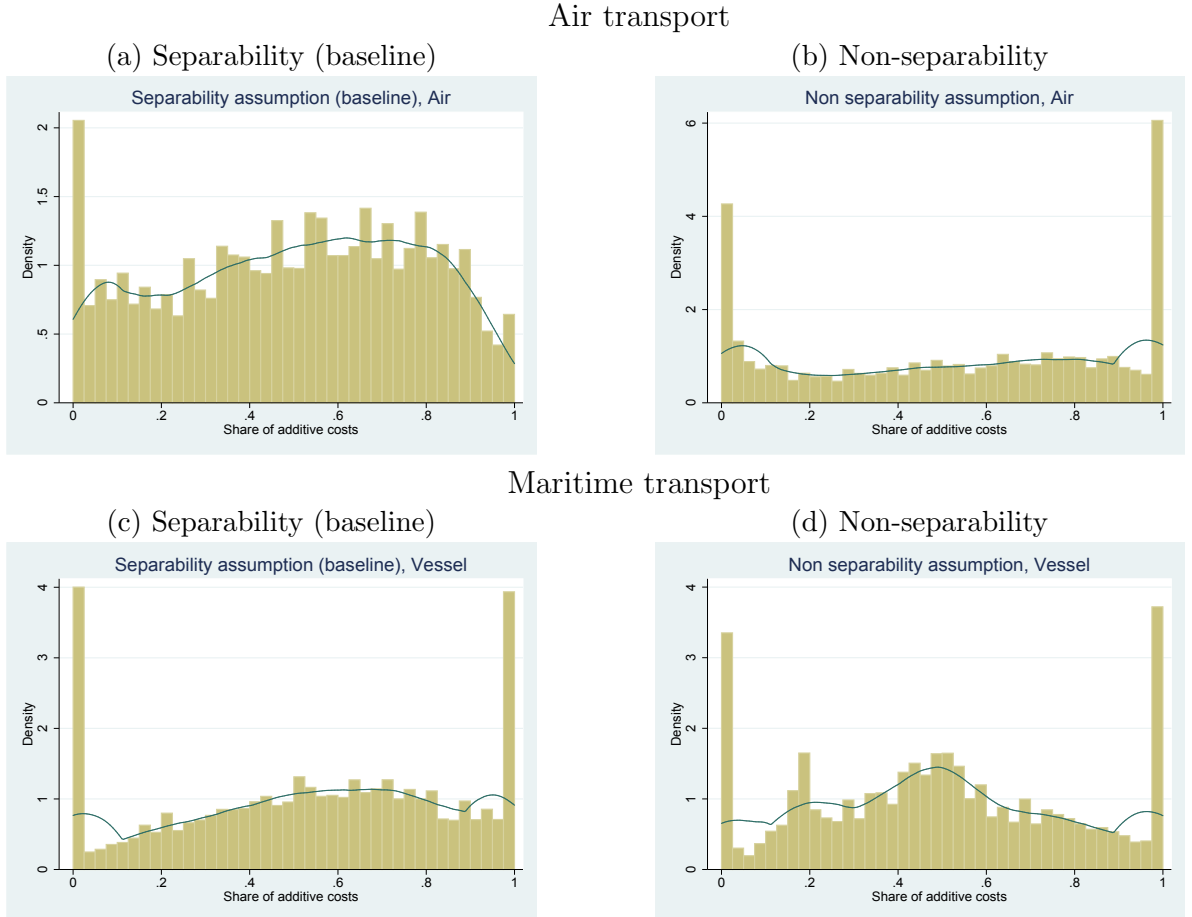 Air transport
(a) Separability (baseline)
(b) Non-separability
Separability assumption (baseline), Air
Density
2
1.5
1
.5
0
0 .2 .4 .6 .8 1
Share of additive costs
Non separability assumption, Air
Density
6
4
2
0
0 .2 .4 .6 .8 1
Share of additive costs
Maritime transport
(c) Separability (baseline)
(d) Non-separability
Separability assumption (baseline), Vessel
Density
4
3
2
1
0
0 .2 .4 .6 .8 1
Share of additive costs
Non separability assumption, Vessel
Density
4
3
2
1
0
0 .2 .4 .6 .8 1
Share of additive costs